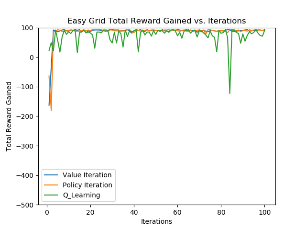 Easy Grid Total Reward Gained vs. Iterations
100
0
−100
−200
−300
−400
−500
Total Reward Gained
Value Iteration
Policy Iteration
Q_Learning
0 20 40 60 80 100
Iterations